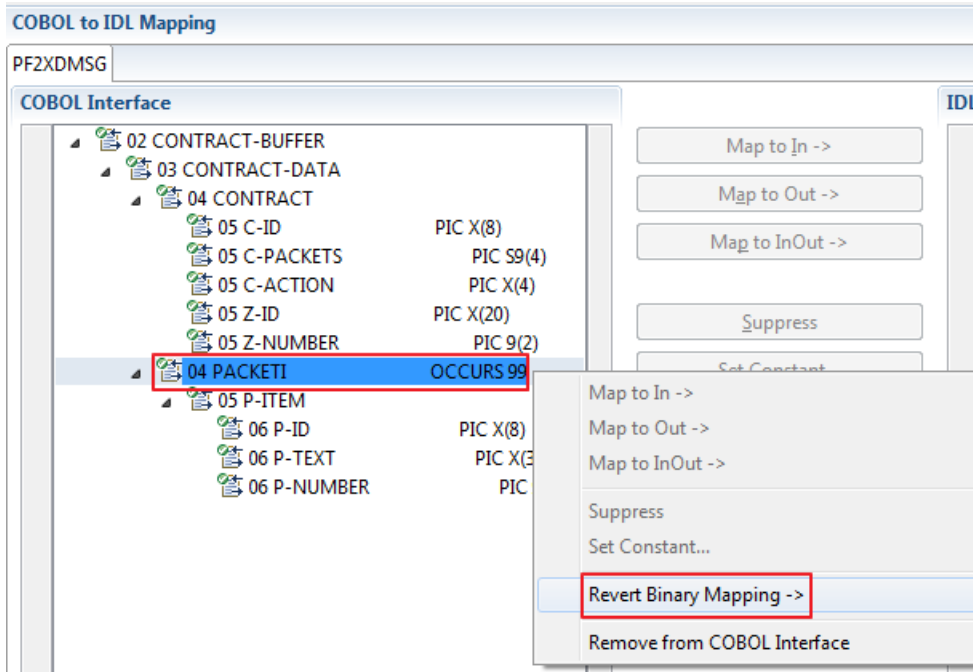 COBOL to IDL Mapping
PF2XDMSG
COBOL Interface
02 CONTRACT-BUFFER
03 CONTRACT-DATA
04 CONTRACT
05 C-ID PIC X(8)
05 C-PACKETS PIC S9(4)
05 C-ACTION PIC X(4)
05 Z-ID PIC X(20)
05 Z-NUMBER PIC 9(2)
04 PACKETI OCCURS 99
05 P-ITEM
06 P-ID PIC X(8)
06 P-TEXT PIC X(3
06 P-NUMBER PIC
Map to In ->
Map to Out ->
Map to InOut ->
Suppress
Set Constant
IDL
Map to In ->
Map to Out ->
Map to InOut ->
Suppress
Set Constant...
Revert Binary Mapping ->
Remove from COBOL Interface